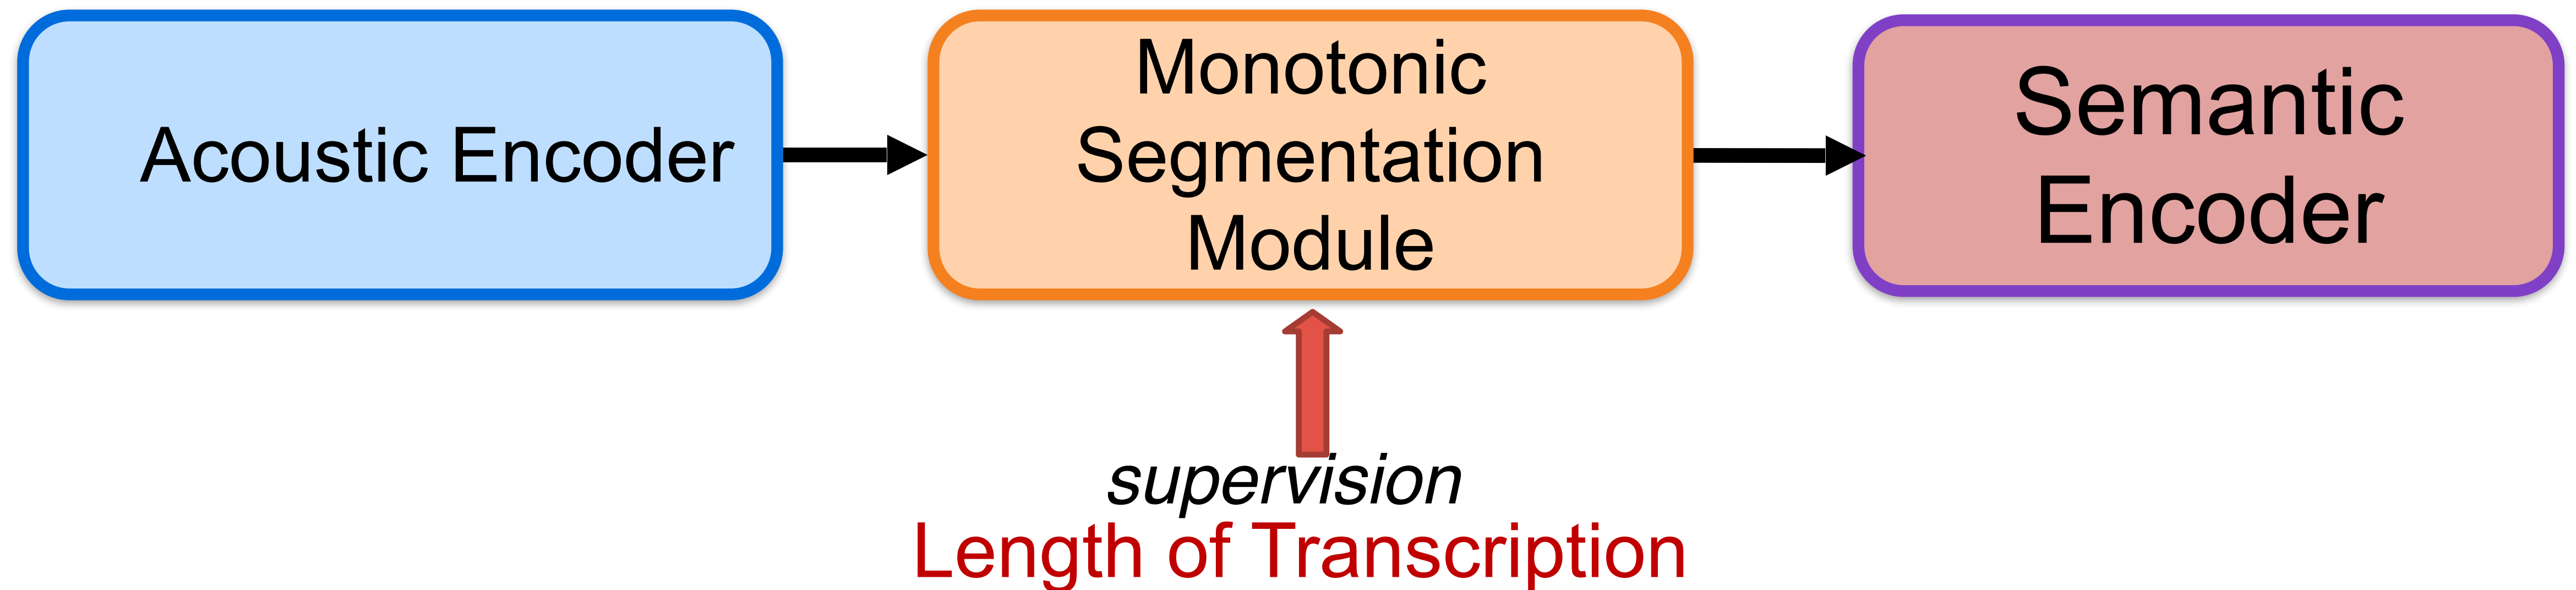 Acoustic Encoder
Monotonic
Segmentation
Module
Semantic
Encoder
supervision
Length of Transcription